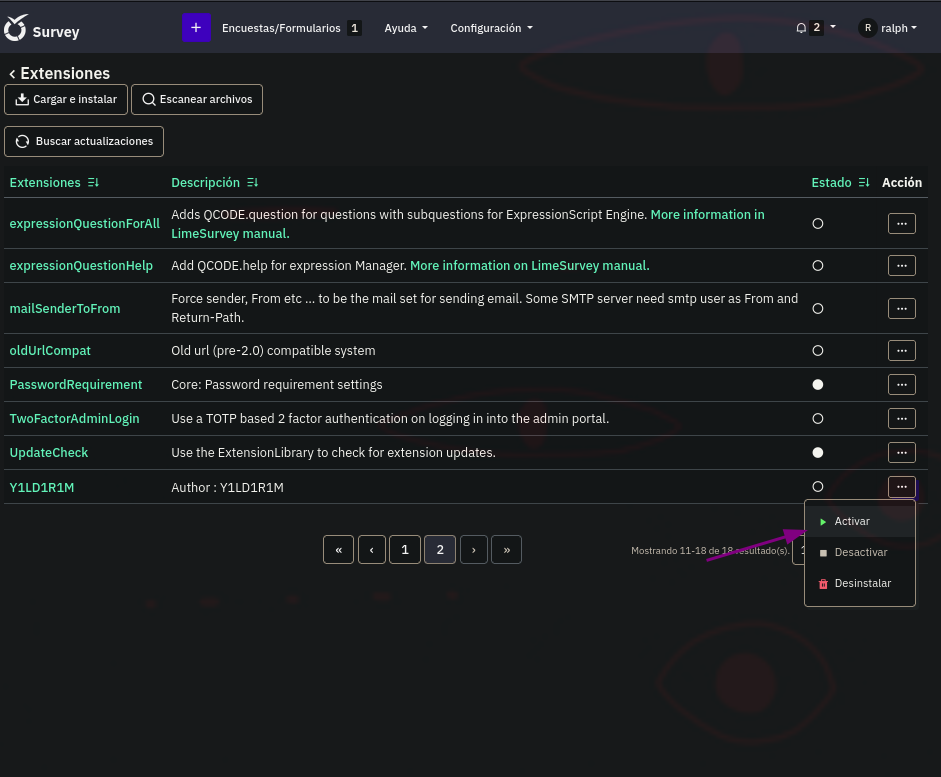 Survey
+ Encuestas/Formularios 1 Ayuda Configuración 2 R ralph
Extensiones
Cargar e instalar Escanear archivos
Buscar actualizaciones
Extensiones Descripción Estado Acción
expressionQuestionForAll Adds QCODE.question for questions with subquestions for ExpressionScript Engine. More information in
LimeSurvey manual. ...
expressionQuestionHelp Add QCODE.help for expression Manager. More information on LimeSurvey manual. ...
mailSenderToFrom Force sender, From etc ... to be the mail set for sending email. Some SMTP server need smtp user as From and
Return-Path. ...
oldUrlCompat Old url (pre-2.0) compatible system ...
PasswordRequirement Core: Password requirement settings ...
TwoFactorAdminLogin Use a TOTP based 2 factor authentication on logging in into the admin portal. ...
UpdateCheck Use the ExtensionLibrary to check for extension updates. ...
Y1LD1R1M Author : Y1LD1R1M ...
Activar
« ‹ 1 2 › » Mostrando 11-18 de 18 resultado(s). 1
Desactivar
Desinstalar